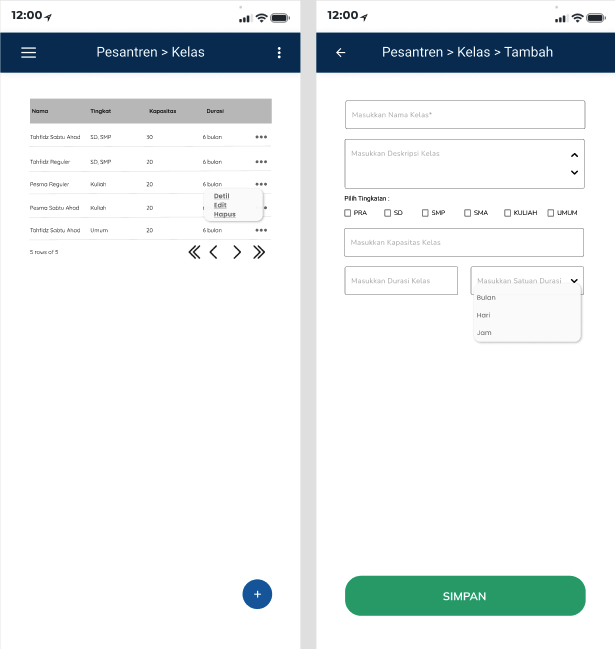 12:00
Pesantren > Kelas
Nama Tingkat Kapasitas Durasi
Tahfidz Sabtu Ahad SD, SMP 30 6 bulan
Tahfidz Reguler SD, SMP 20 6 bulan
Pesma Reguler Kuliah 20 6 bulan
Detil
Edit
Pesma Sabtu Ahad Kuliah 20
Hapus
Tahfidz Sabtu Ahad Umum 20 6 bulan
5 rows of 5
+
12:00
Pesantren > Kelas > Tambah
Masukkan Nama Kelas*
Masukkan Deskripsi Kelas
Pilih Tingkatan :
PRA SD SMP SMA KULIAH UMUM
Masukkan Kapasitas Kelas
Masukkan Durasi Kelas Masukkan Satuan Durasi
Bulan
Hari
Jam
SIMPAN